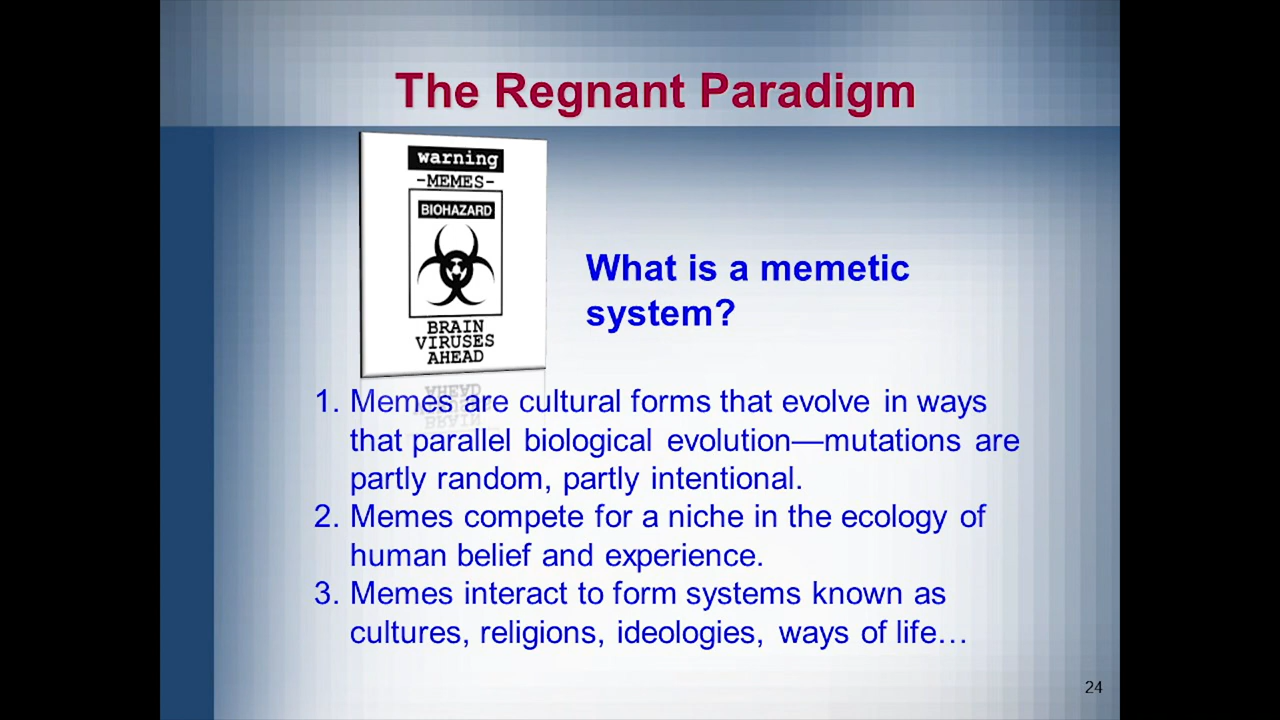 The Regnant Paradigm
warning
-MEMES-
BIOHAZARD
BRAIN
VIRUSES
AHEAD
What is a memetic
system?
1. Memes are cultural forms that evolve in ways
that parallel biological evolution—mutations are
partly random, partly intentional.
2. Memes compete for a niche in the ecology of
human belief and experience.
3. Memes interact to form systems known as
cultures, religions, ideologies, ways of life…
24